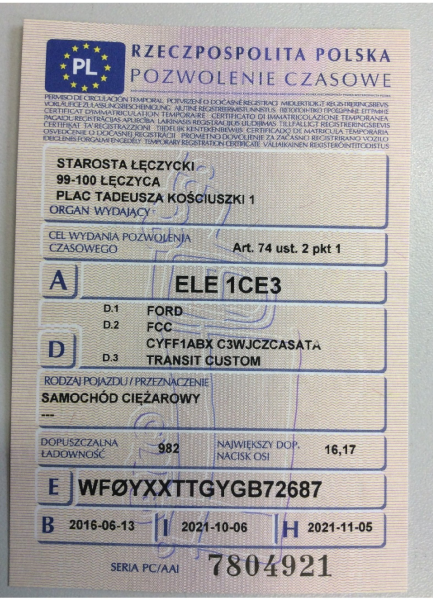 PL
RZECZPOSPOLITA POLSKA
POZWOLENIE CZASOWE
STAROSTA ŁĘCZYCKI
99-100 ŁĘCZYCA
PLAC TADEUSZA KOŚCIUSZKI 1
ORGAN WYDAJĄCY
CEL WYDANIA POZWOLENIA
CZASOWEGO Art. 74 ust. 2 pkt 1
A ELE 1CE3
D.1 FORD
D.2 FCC
CYFF1ABX C3WJCZCASATA
D D.3 TRANSIT CUSTOM
RODZAJ POJAZDU / PRZEZNACZENIE
SAMOCHÓD CIĘŻAROWY
---
DOPUSZCZALNA ŁADOWNOŚĆ 982 NAJWIĘKSZY DOP. NACISK OSI 16,17
E WFØYXXTTGYGB72687
B 2016-06-13 I 2021-10-06 H 2021-11-05
SERIA PC/AAI 7804921